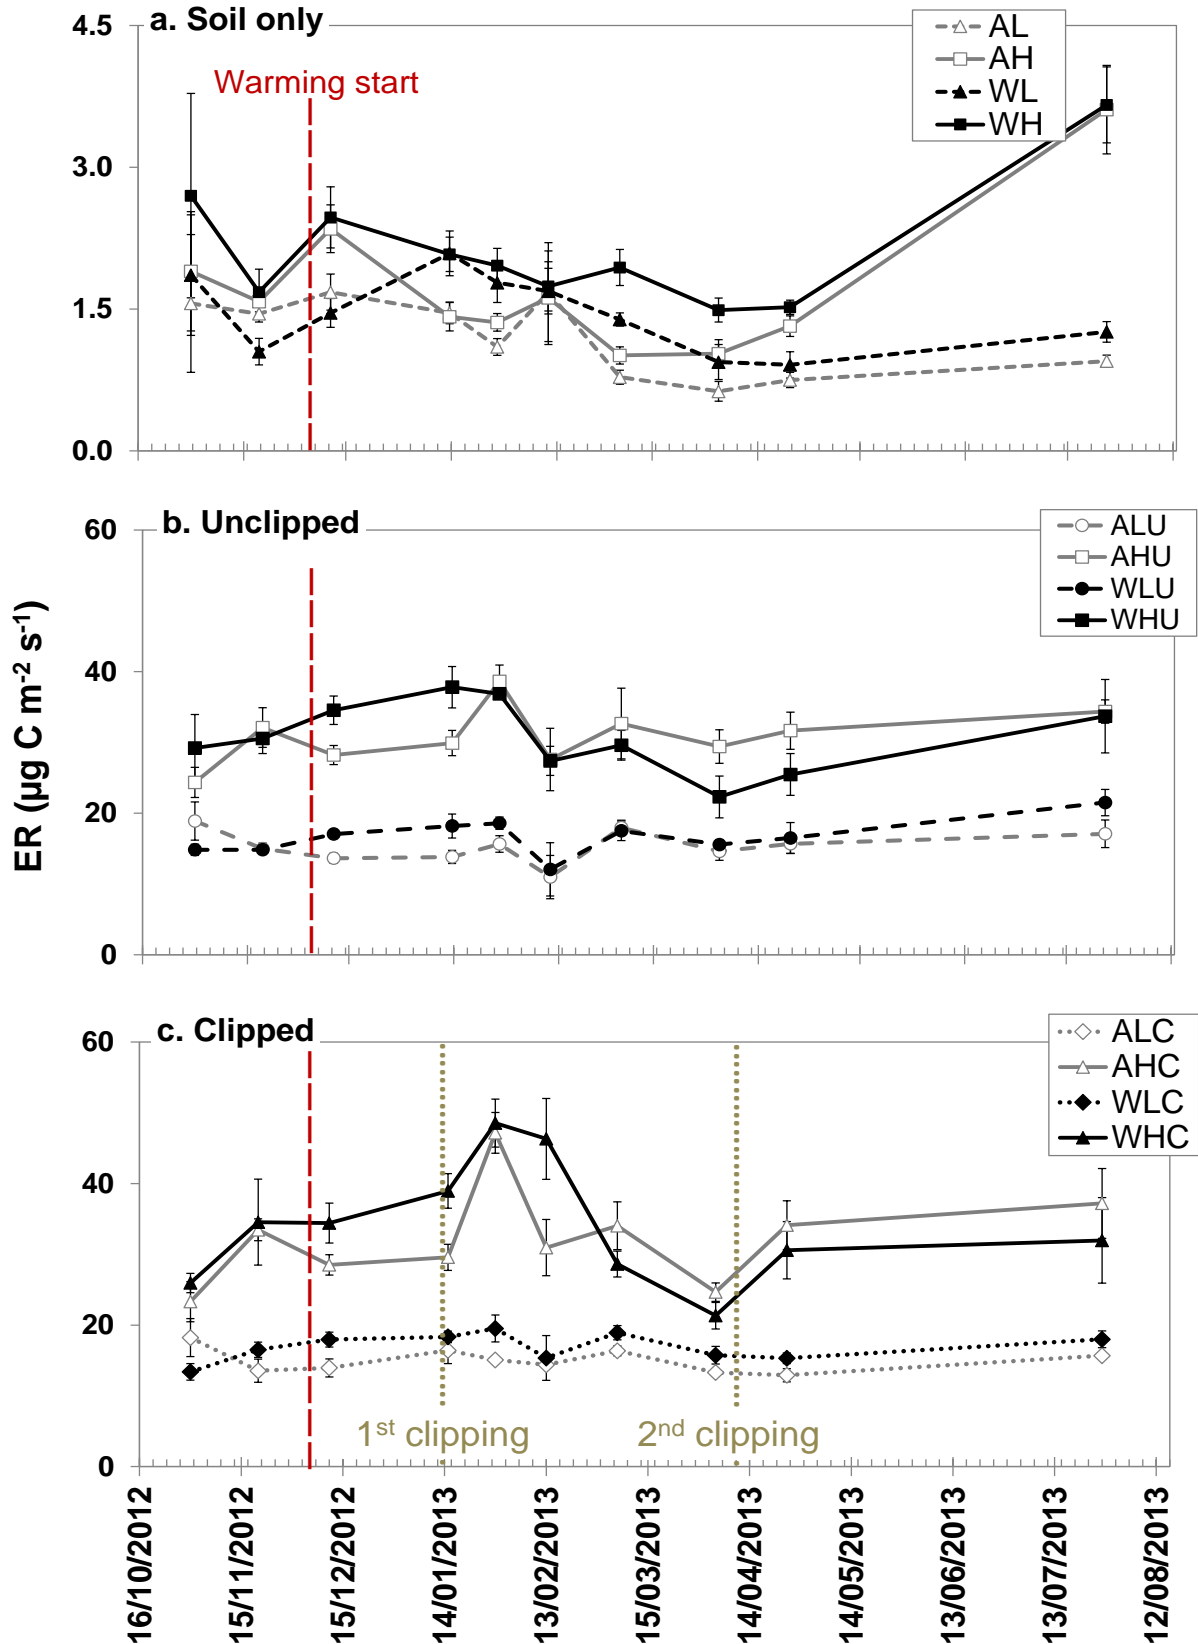 a. Soil only
4.5
3.0
1.5
0.0
Warming start
AL
AH
WL
WH
b. Unclipped
60
40
20
0
ALU
AHU
WLU
WHU
ER (µg C m⁻² s⁻¹)
c. Clipped
60
40
20
0
ALC
AHC
WLC
WHC
1st clipping
2nd clipping
16/10/2012
15/11/2012
15/12/2012
14/01/2013
13/02/2013
15/03/2013
14/04/2013
14/05/2013
13/06/2013
13/07/2013
12/08/2013